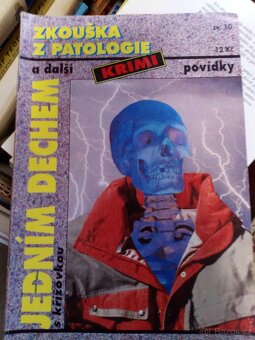 ZKOUŠKA
Z PATOLOGIE
sv. 10
12 Kč
a další
KRIMI
povídky
JEDNÍM DECHEM
s křížovkou